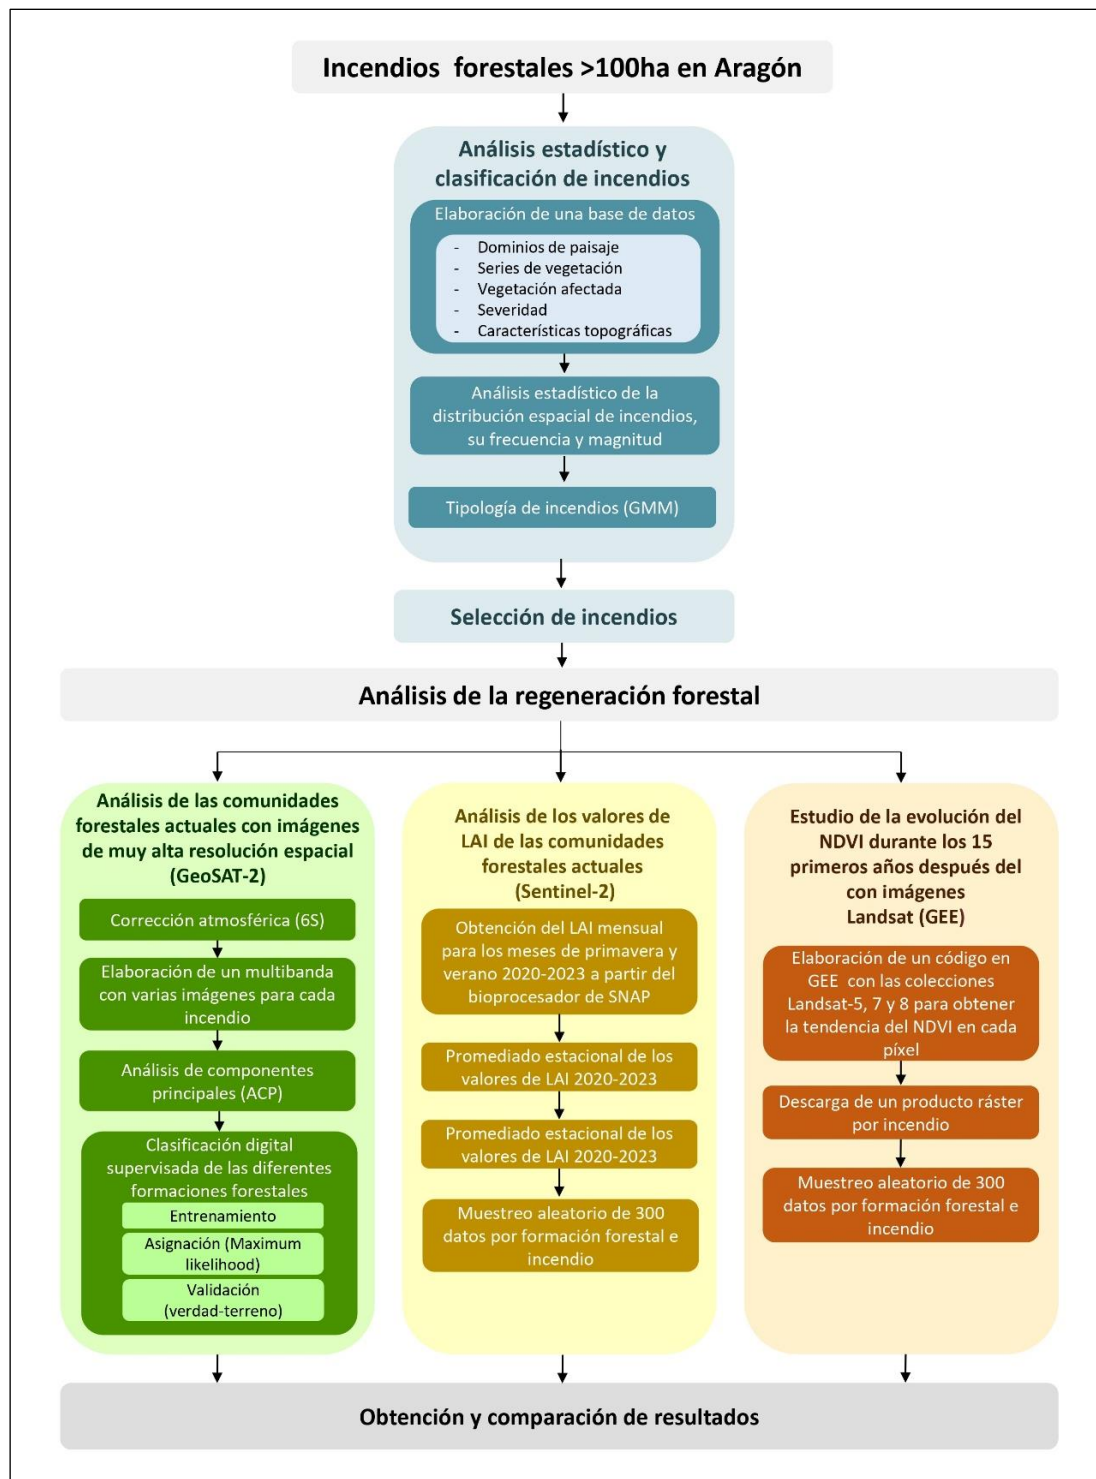 Incendios forestales >100ha en Aragón
Análisis estadístico y
clasificación de incendios
Elaboración de una base de datos
- Dominios de paisaje
- Series de vegetación
- Vegetación afectada
- Severidad
- Características topográficas
Análisis estadístico de la
distribución espacial de incendios,
su frecuencia y magnitud
Tipología de incendios (GMM)
Selección de incendios
Análisis de la regeneración forestal
Análisis de las comunidades
forestales actuales con imágenes
de muy alta resolución espacial
(GeoSAT-2)
Corrección atmosférica (6S)
Elaboración de un multibanda
con varias imágenes para cada
incendio
Análisis de componentes
principales (ACP)
Clasificación digital
supervisada de las diferentes
formaciones forestales
Entrenamiento
Asignación (Maximum
likelihood)
Validación
(verdad-terreno)
Análisis de los valores de
LAI de las comunidades
forestales actuales
(Sentinel-2)
Obtención del LAI mensual
para los meses de primavera y
verano 2020-2023 a partir del
bioprocesador de SNAP
Promediado estacional de los
valores de LAI 2020-2023
Promediado estacional de los
valores de LAI 2020-2023
Muestreo aleatorio de 300
datos por formación forestal e
incendio
Estudio de la evolución del
NDVI durante los 15
primeros años después del
con imágenes
Landsat (GEE)
Elaboración de un código en
GEE con las colecciones
Landsat-5, 7 y 8 para obtener
la tendencia del NDVI en cada
píxel
Descarga de un producto ráster
por incendio
Muestreo aleatorio de 300
datos por formación forestal e
incendio
Obtención y comparación de resultados